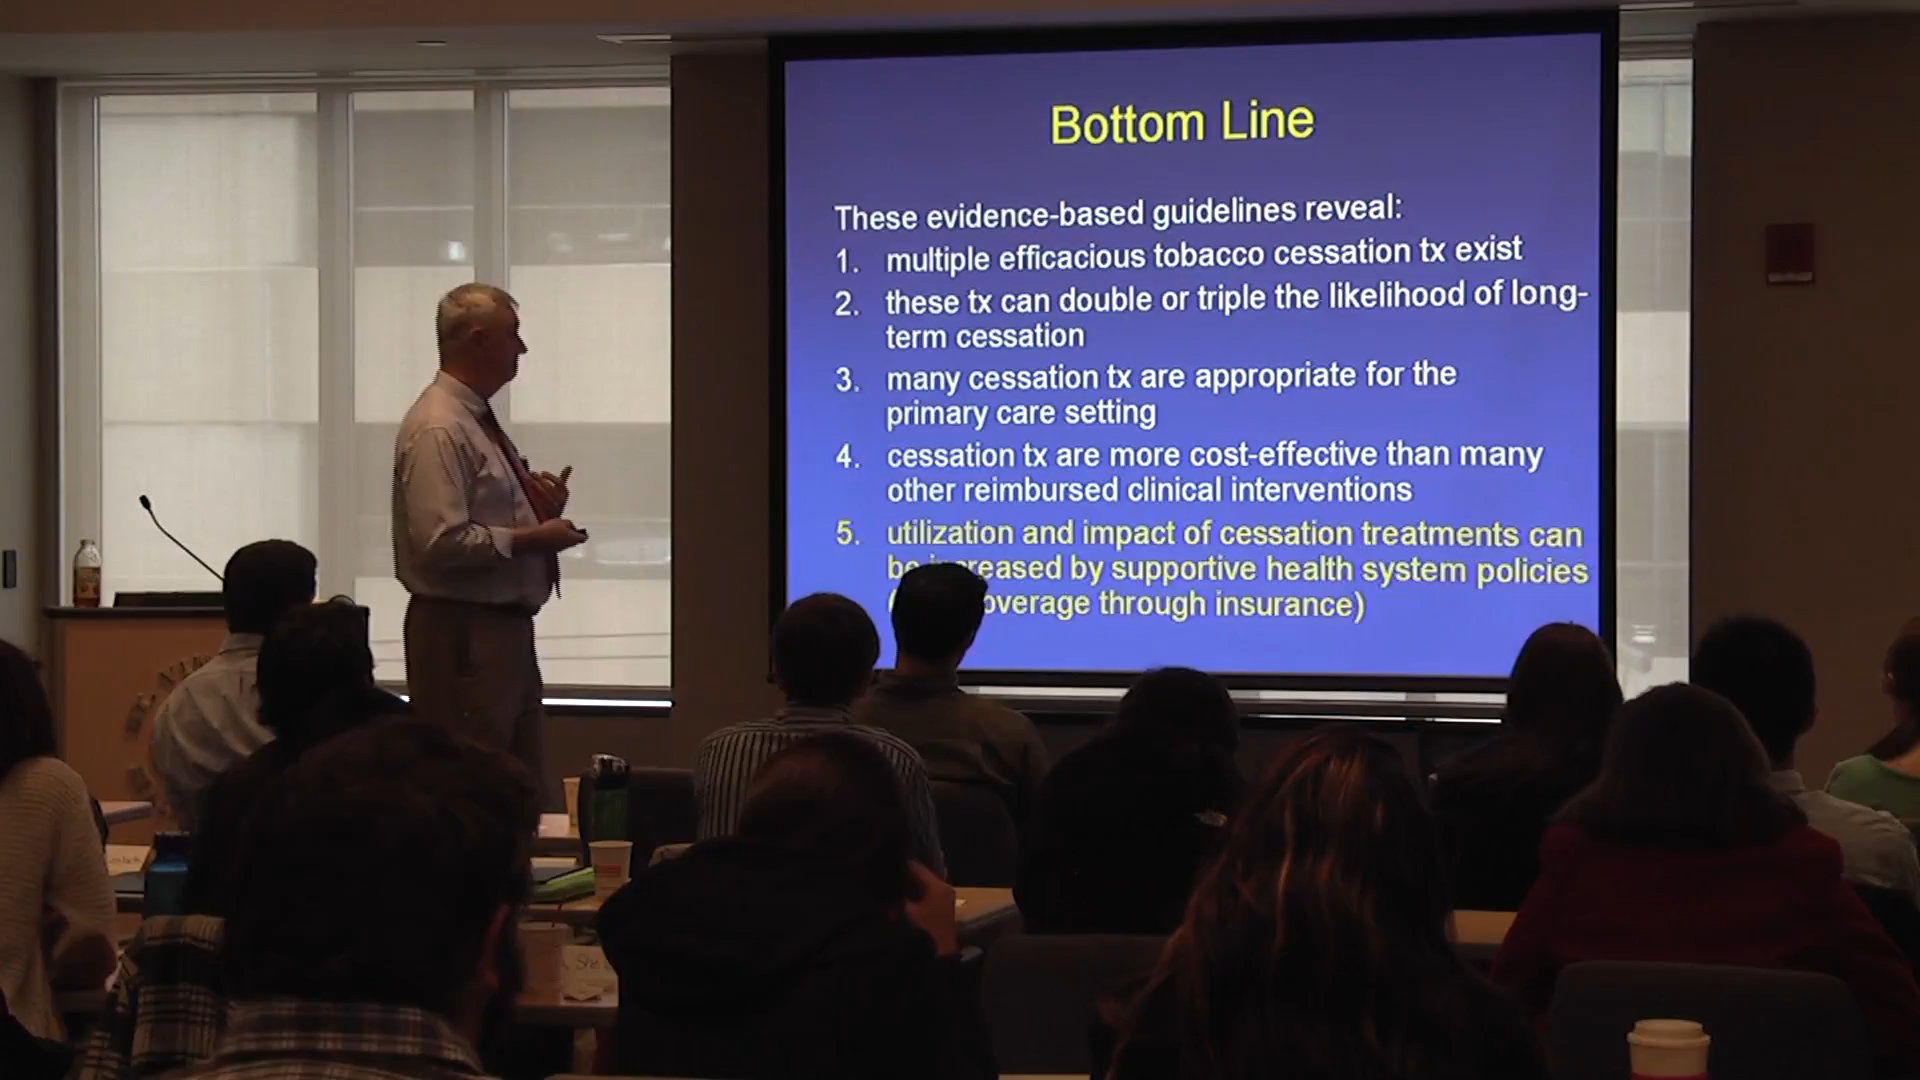 Bottom Line
These evidence-based guidelines reveal:
1. multiple efficacious tobacco cessation tx exist
2. these tx can double or triple the likelihood of long-
term cessation
3. many cessation tx are appropriate for the
primary care setting
4. cessation tx are more cost-effective than many
other reimbursed clinical interventions
5. utilization and impact of cessation treatments can
be increased by supportive health system policies
through insurance)